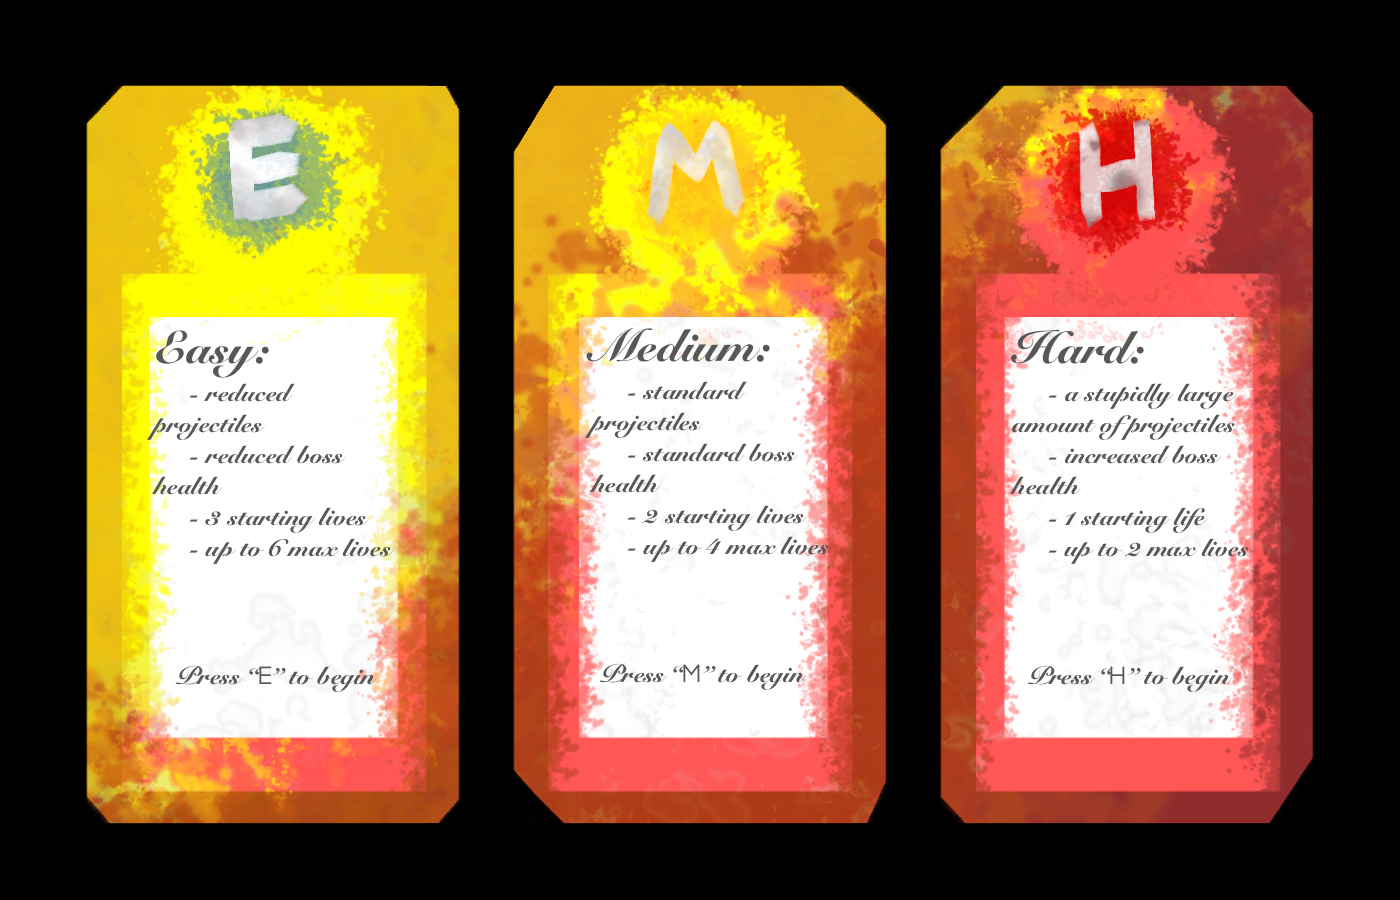 E
Easy:
- reduced
projectiles
- reduced boss
health
- 3 starting lives
- up to 6 max lives
Press “E” to begin
M
Medium:
- standard
projectiles
- standard boss
health
- 2 starting lives
- up to 4 max lives
Press “M” to begin
H
Hard:
- a stupidly large
amount of projectiles
- increased boss
health
- 1 starting life
- up to 2 max lives
Press “H” to begin